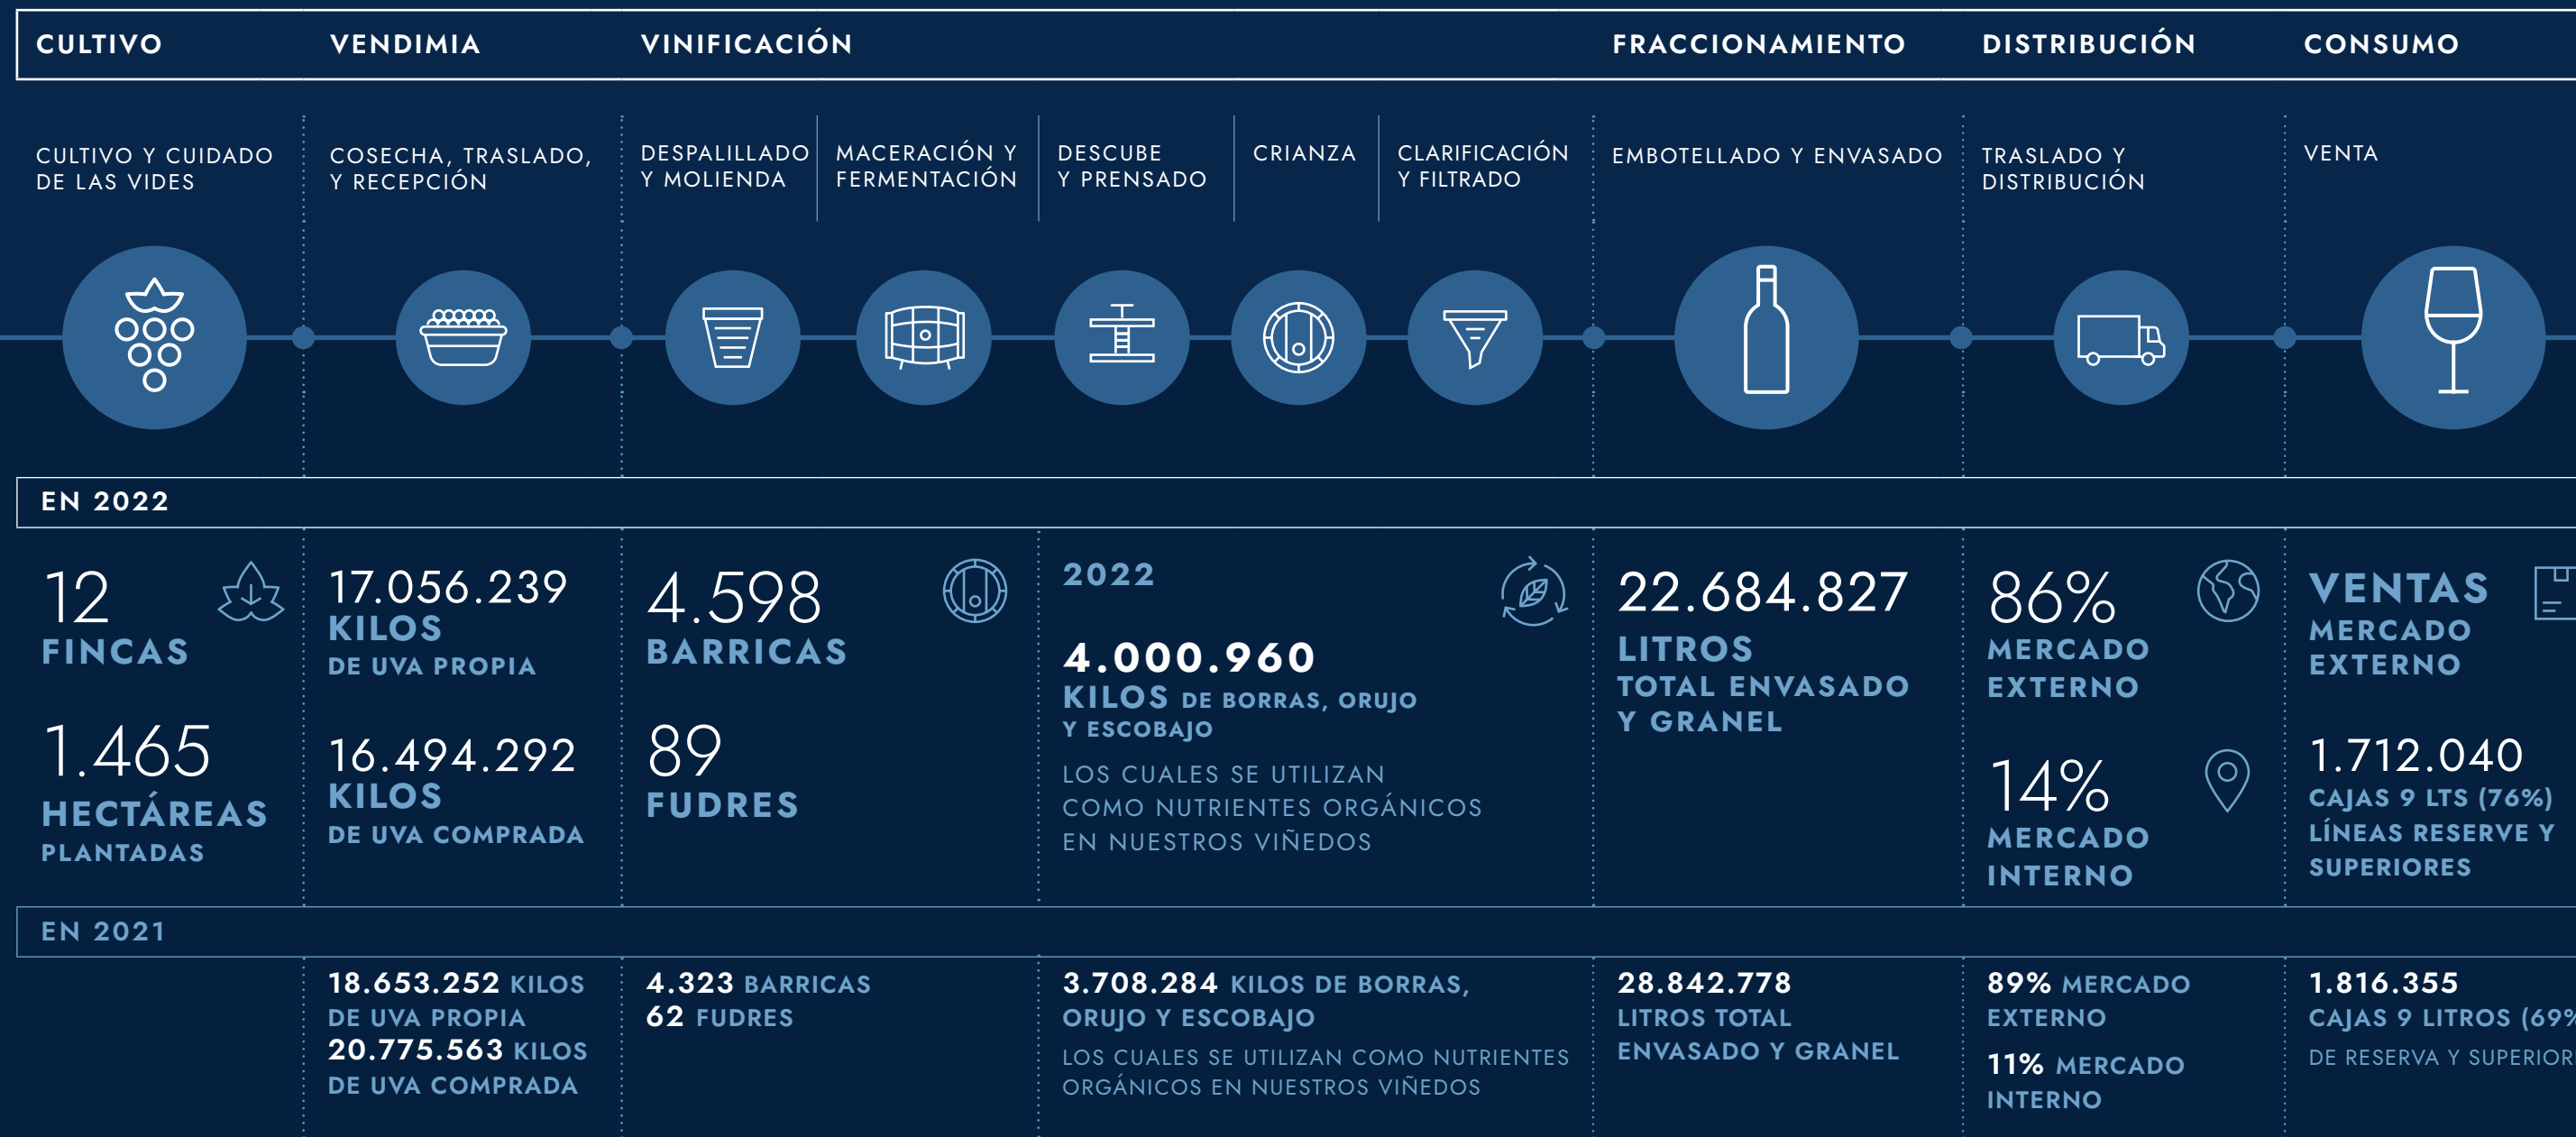 CULTIVO
VENDIMIA
VINIFICACIÓN
FRACCIONAMIENTO
DISTRIBUCIÓN
CONSUMO
CULTIVO Y CUIDADO
DE LAS VIDES
COSECHA, TRASLADO,
Y RECEPCIÓN
DESPALILLADO
Y MOLIENDA
MACERACIÓN Y
FERMENTACIÓN
DESCUBE
Y PRENSADO
CRIANZA
CLARIFICACIÓN
Y FILTRADO
EMBOTELLADO Y ENVASADO
TRASLADO Y
DISTRIBUCIÓN
VENTA
EN 2022
12
FINCAS
1.465
HECTÁREAS
PLANTADAS
17.056.239
KILOS
DE UVA PROPIA
16.494.292
KILOS
DE UVA COMPRADA
4.598
BARRICAS
89
FUDRES
2022
4.000.960
KILOS DE BORRAS, ORUJO
Y ESCOBAJO
LOS CUALES SE UTILIZAN
COMO NUTRIENTES ORGÁNICOS
EN NUESTROS VIÑEDOS
22.684.827
LITROS
TOTAL ENVASADO
Y GRANEL
86%
MERCADO
EXTERNO
14%
MERCADO
INTERNO
VENTAS
MERCADO
EXTERNO
1.712.040
CAJAS 9 LTS (76%)
LÍNEAS RESERVE Y
SUPERIORES
EN 2021
18.653.252 KILOS
DE UVA PROPIA
20.775.563 KILOS
DE UVA COMPRADA
4.323 BARRICAS
62 FUDRES
3.708.284 KILOS DE BORRAS,
ORUJO Y ESCOBAJO
LOS CUALES SE UTILIZAN COMO NUTRIENTES
ORGÁNICOS EN NUESTROS VIÑEDOS
28.842.778
LITROS TOTAL
ENVASADO Y GRANEL
89% MERCADO
EXTERNO
11% MERCADO
INTERNO
1.816.355
CAJAS 9 LITROS (69%
DE RESERVA Y SUPERIOR